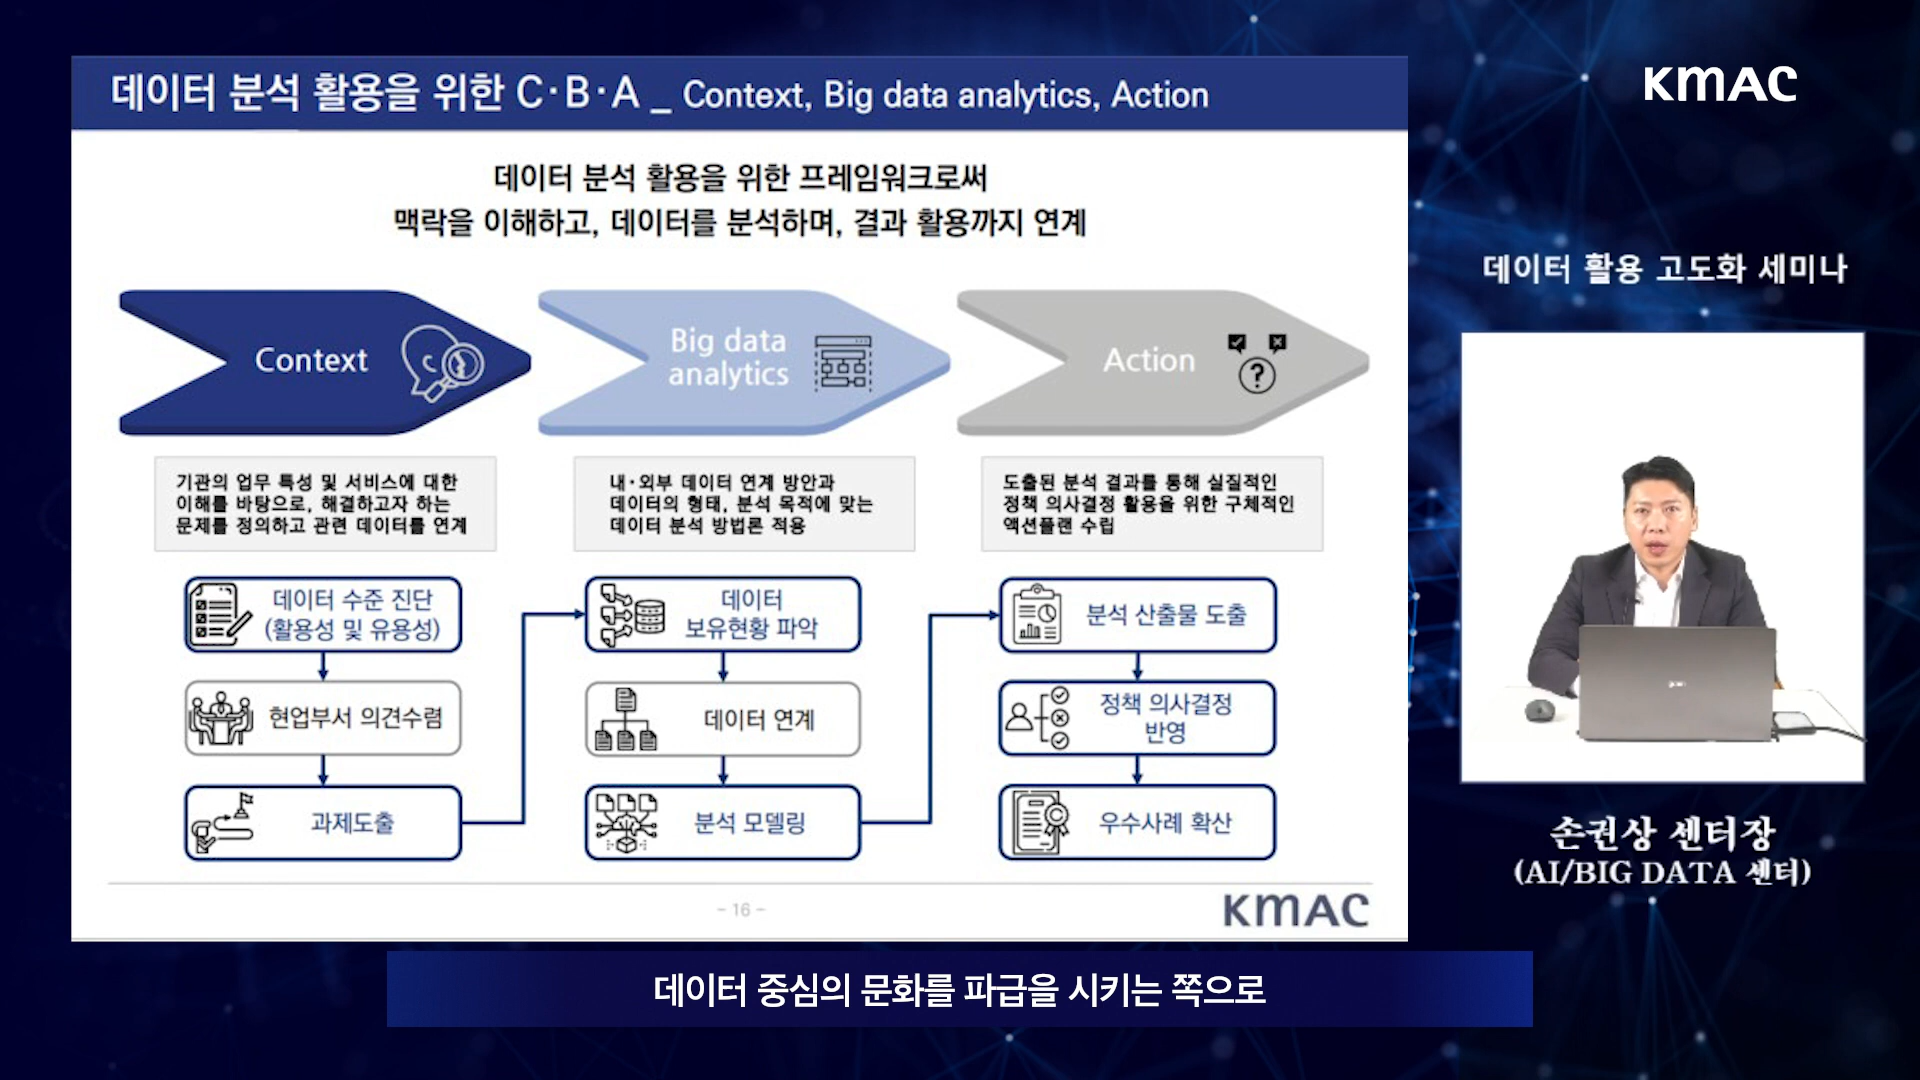 데이터 분석 활용을 위한 C·B·A _ Context, Big data analytics, Action
KMAC
데이터 분석 활용을 위한 프레임워크로써
맥락을 이해하고, 데이터를 분석하며, 결과 활용까지 연계
Context
Big data
analytics
Action
기관의 업무 특성 및 서비스에 대한
이해를 바탕으로, 해결하고자 하는
문제를 정의하고 관련 데이터를 연계
내·외부 데이터 연계 방안과
데이터의 형태, 분석 목적에 맞는
데이터 분석 방법론 적용
도출된 분석 결과를 통해 실질적인
정책 의사결정 활용을 위한 구체적인
액션플랜 수립
데이터 수준 진단
(활용성 및 유용성)
현업부서 의견수렴
과제도출
데이터
보유현황 파악
데이터 연계
분석 모델링
분석 산출물 도출
정책 의사결정
반영
우수사례 확산
- 16 -
KMAC
데이터 활용 고도화 세미나
손권상 센터장
(AI/BIG DATA 센터)
데이터 중심의 문화를 파급을 시키는 쪽으로